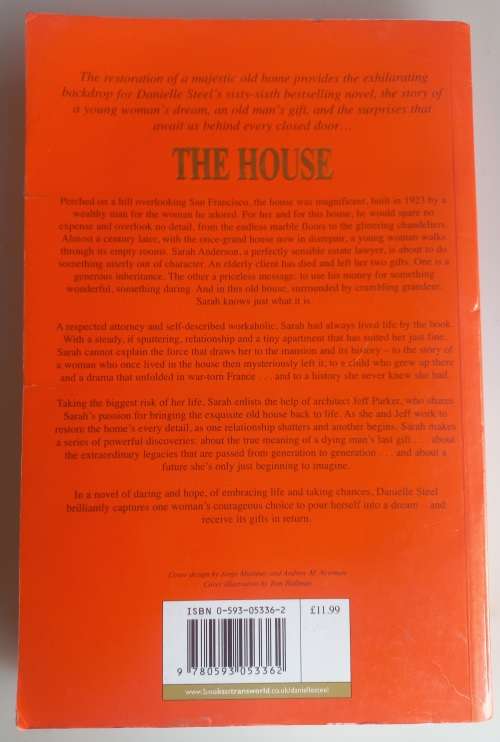 The restoration of a majestic old home provides the exhilarating
backdrop for Danielle Steel's sixty-sixth bestselling novel, the story of
a young woman's dream, an old man's gift, and the surprises that
await us behind every closed door…
THE HOUSE
Perched on a hill overlooking San Francisco, the house was magnificent, built in 1923 by a
wealthy man for the woman he adored. For her and for this house, he would spare no
expense and overlook no detail, from the endless marble floors to the glittering chandeliers.
Almost a century later, with the once-grand house now in disrepair, a young woman walks
through its empty rooms. Sarah Anderson, a perfectly sensible estate lawyer, is about to do
something utterly out of character. An elderly client has died and left her two gifts. One is a
generous inheritance. The other a priceless message: to use his money for something
wonderful, something daring. And in this old house, surrounded by crumbling grandeur,
Sarah knows just what it is.
A respected attorney and self-described workaholic, Sarah had always lived life by the book.
With a steady, if sputtering, relationship and a tiny apartment that has suited her just fine,
Sarah cannot explain the force that draws her to the mansion and its history – to the story of
a woman who once lived in the house then mysteriously left it, to a child who grew up there
and a drama that unfolded in war-torn France . . . and to a history she never knew she had.
Taking the biggest risk of her life, Sarah enlists the help of architect Jeff Parker, who shares
Sarah's passion for bringing the exquisite old house back to life. As she and Jeff work to
restore the home's every detail, as one relationship shatters and another begins, Sarah makes
a series of powerful discoveries: about the true meaning of a dying man's last gift . . . about
the extraordinary legacies that are passed from generation to generation . . . and about a
future she's only just beginning to imagine.
In a novel of daring and hope, of embracing life and taking chances, Danielle Steel
brilliantly captures one woman's courageous choice to pour herself into a dream – and
receive its gifts in return.
Cover design by Jorge Martínez and Andrew M. Newman
Cover illustration by Ben Perlman
ISBN 0-593-05336-2
£11.99
9 780593 053362
www.booksattransworld.co.uk/daniellesteel